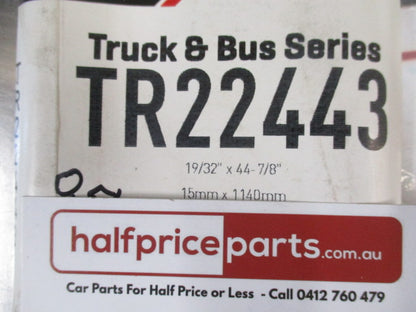 Truck & Bus Series
TR22443
19/32" x 44-7/8"
15mm x 1140mm
halfpriceparts.com.au
Car Parts For Half Price or Less - Call 0412 760 479